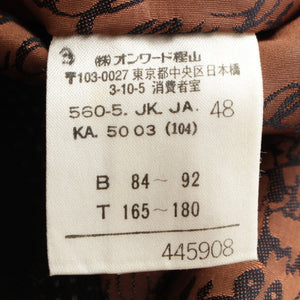 (株)オンワード樫山
〒103-0027 東京都中央区日本橋
3-10-5 消費者室
560-5. JK. JA. 48
KA. 5003 (104)
B 84~ 92
T 165~180
445908